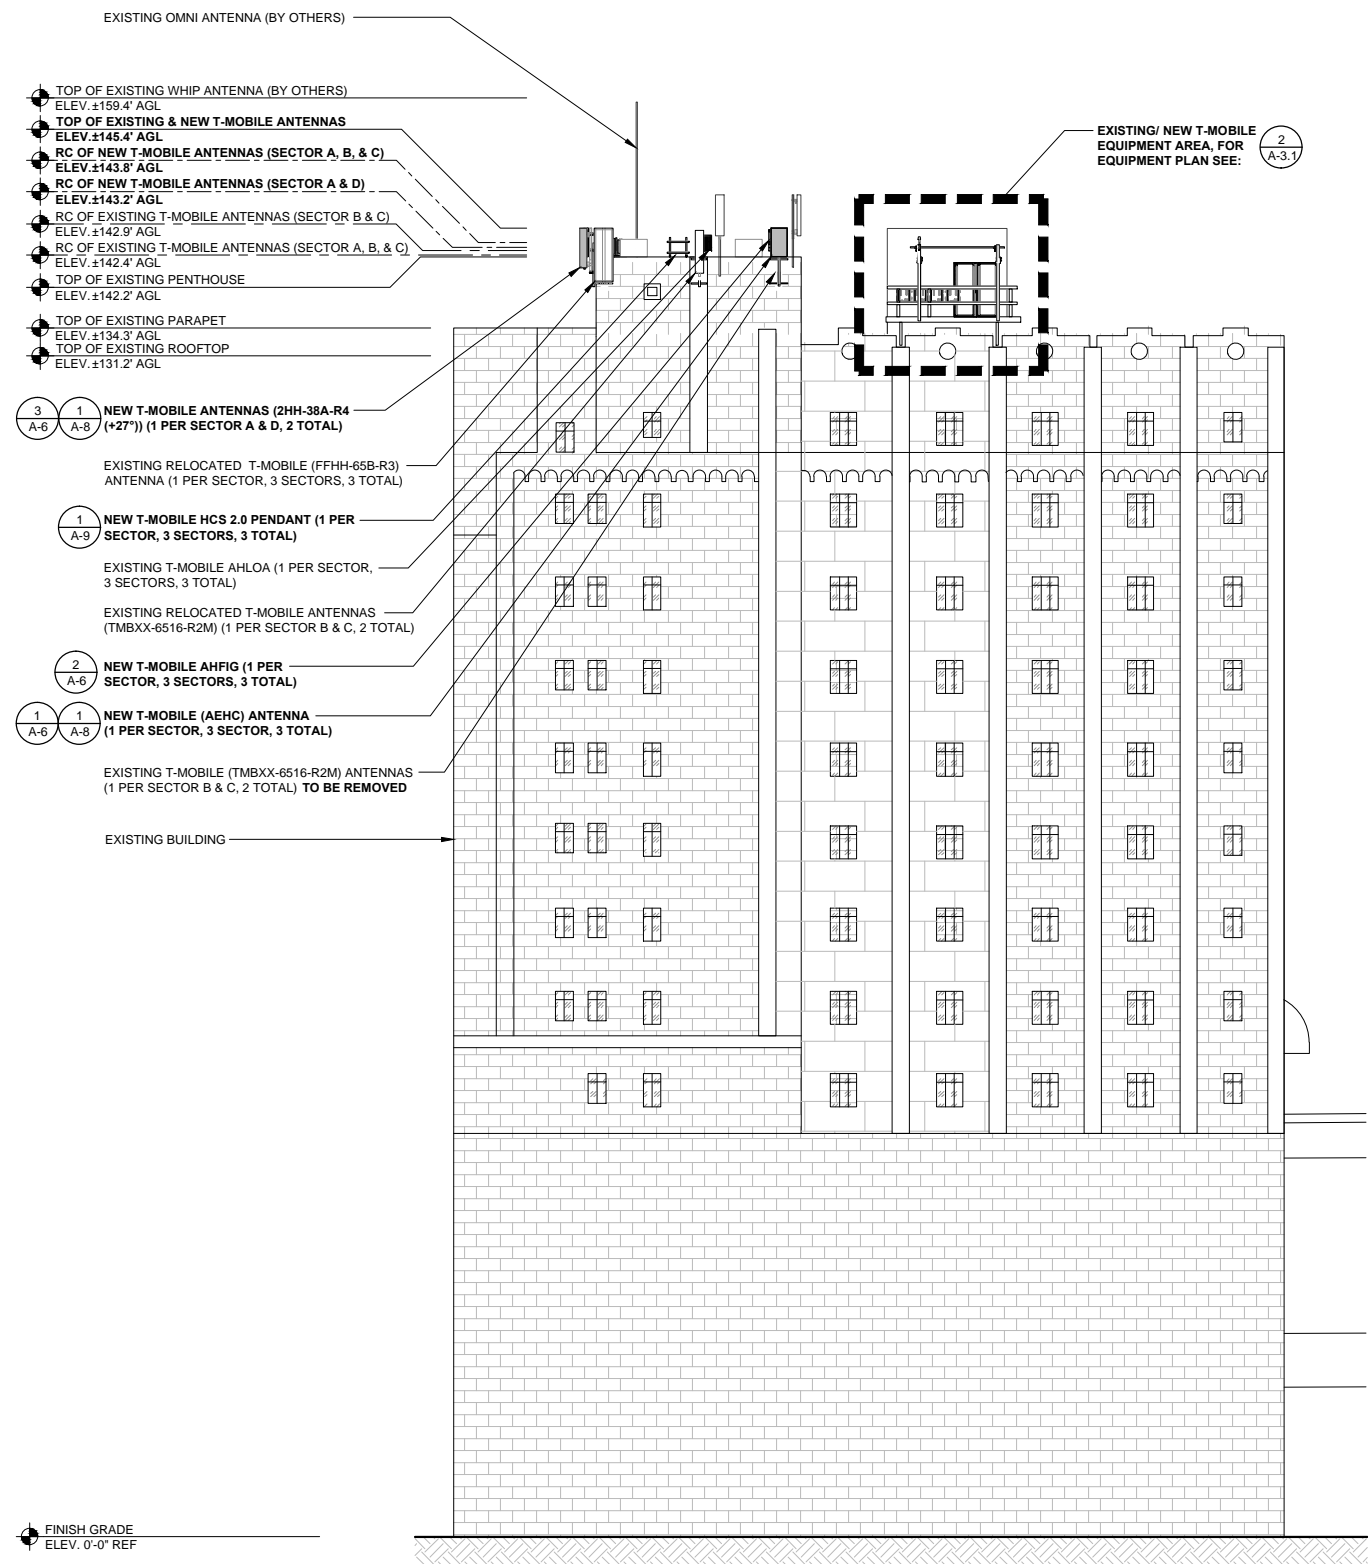 EXISTING OMNI ANTENNA (BY OTHERS)
TOP OF EXISTING WHIP ANTENNA (BY OTHERS)
ELEV.±159.4' AGL
TOP OF EXISTING & NEW T-MOBILE ANTENNAS
ELEV.±145.4' AGL
RC OF NEW T-MOBILE ANTENNAS (SECTOR A, B, & C)
ELEV.±143.8' AGL
RC OF NEW T-MOBILE ANTENNAS (SECTOR A & D)
ELEV.±143.2' AGL
RC OF EXISTING T-MOBILE ANTENNAS (SECTOR B & C)
ELEV.±142.9' AGL
RC OF EXISTING T-MOBILE ANTENNAS (SECTOR A, B, & C)
ELEV.±142.4' AGL
TOP OF EXISTING PENTHOUSE
ELEV.±142.2' AGL
TOP OF EXISTING PARAPET
ELEV.±134.3' AGL
TOP OF EXISTING ROOFTOP
ELEV.±131.2' AGL
EXISTING/ NEW T-MOBILE
EQUIPMENT AREA, FOR
EQUIPMENT PLAN SEE:
2
A-3.1
3
A-6
1
A-8
NEW T-MOBILE ANTENNAS (2HH-38A-R4
(+27°)) (1 PER SECTOR A & D, 2 TOTAL)
EXISTING RELOCATED T-MOBILE (FFHH-65B-R3)
ANTENNA (1 PER SECTOR, 3 SECTORS, 3 TOTAL)
1
A-9
NEW T-MOBILE HCS 2.0 PENDANT (1 PER
SECTOR, 3 SECTORS, 3 TOTAL)
EXISTING T-MOBILE AHLOA (1 PER SECTOR,
3 SECTORS, 3 TOTAL)
EXISTING RELOCATED T-MOBILE ANTENNAS
(TMBXX-6516-R2M) (1 PER SECTOR B & C, 2 TOTAL)
2
A-6
NEW T-MOBILE AHFIG (1 PER
SECTOR, 3 SECTORS, 3 TOTAL)
1
A-6
1
A-8
NEW T-MOBILE (AEHC) ANTENNA
(1 PER SECTOR, 3 SECTOR, 3 TOTAL)
EXISTING T-MOBILE (TMBXX-6516-R2M) ANTENNAS
(1 PER SECTOR B & C, 2 TOTAL) TO BE REMOVED
EXISTING BUILDING
FINISH GRADE
ELEV. 0'-0" REF